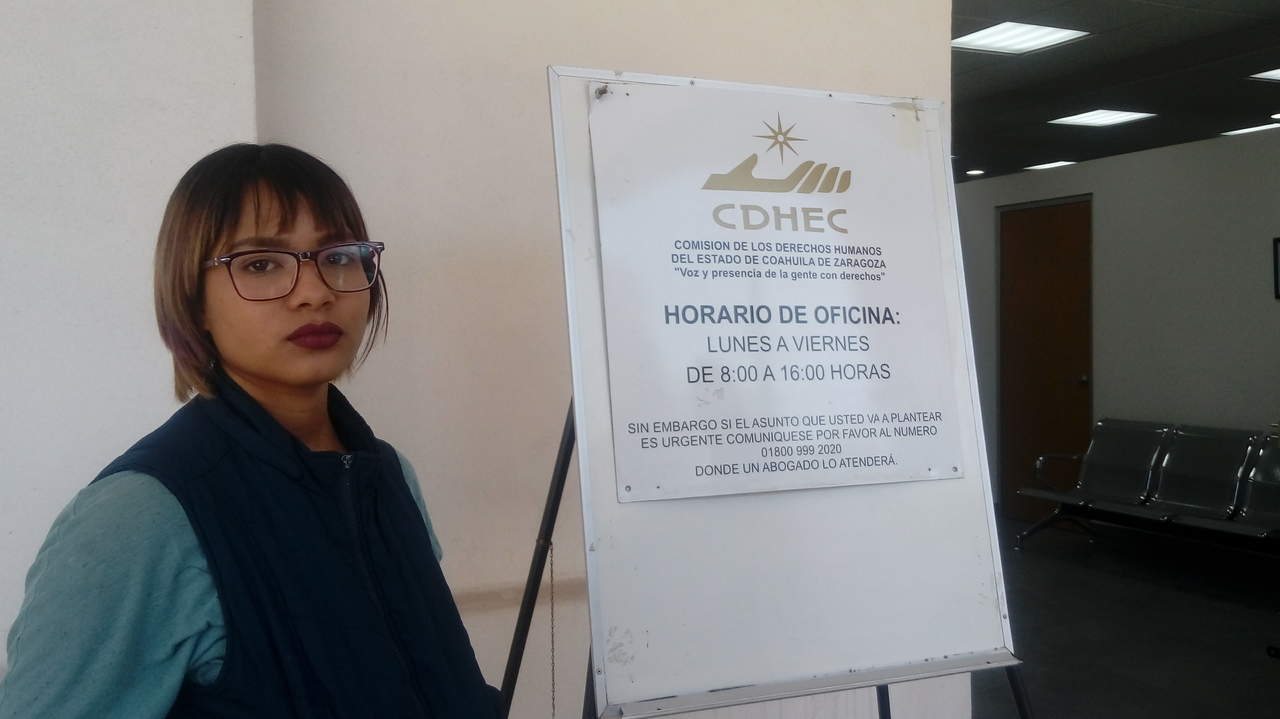 CDHEC
COMISION DE LOS DERECHOS HUMANOS
DEL ESTADO DE COAHUILA DE ZARAGOZA
"Voz y presencia de la gente con derechos"
HORARIO DE OFICINA:
LUNES A VIERNES
DE 8:00 A 16:00 HORAS
SIN EMBARGO SI EL ASUNTO QUE USTED VA A PLANTEAR
ES URGENTE COMUNIQUESE POR FAVOR AL NUMERO
01800 999 2020
DONDE UN ABOGADO LO ATENDERÁ.